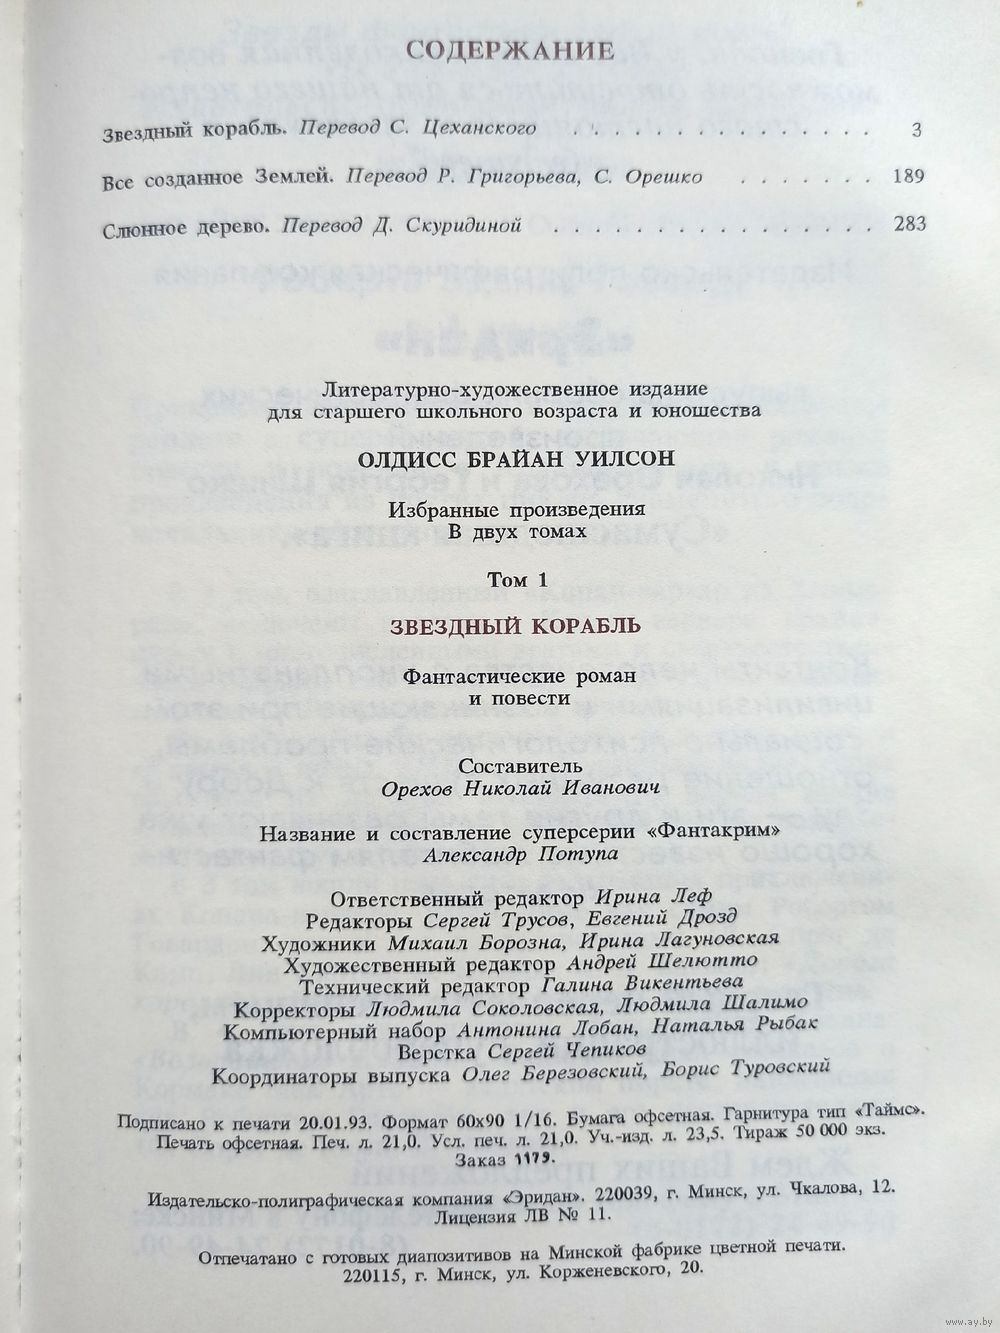 СОДЕРЖАНИЕ
Звездный корабль. Перевод С. Цеханского . . . . . . . . . . . . . . . 3
Все созданное Землей. Перевод Р. Григорьева, С. Орешко . . . . . . . 189
Слюнное дерево. Перевод Д. Скуридиной . . . . . . . . . . . . . . . . 283
Литературно-художественное издание
для старшего школьного возраста и юношества
ОЛДИСС БРАЙАН УИЛСОН
Избранные произведения
В двух томах
Том 1
ЗВЕЗДНЫЙ КОРАБЛЬ
Фантастические роман
и повести
Составитель
Орехов Николай Иванович
Название и составление суперсерии «Фантакрим»
Александр Потупа
Ответственный редактор Ирина Леф
Редакторы Сергей Трусов, Евгений Дрозд
Художники Михаил Борозна, Ирина Лагуновская
Художественный редактор Андрей Шелютто
Технический редактор Галина Викентьева
Корректоры Людмила Соколовская, Людмила Шалимо
Компьютерный набор Антонина Лобан, Наталья Рыбак
Верстка Сергей Чепиков
Координаторы выпуска Олег Березовский, Борис Туровский
Подписано к печати 20.01.93. Формат 60х90 1/16. Бумага офсетная. Гарнитура тип «Таймс».
Печать офсетная. Печ. л. 21,0. Усл. печ. л. 21,0. Уч.-изд. л. 23,5. Тираж 50 000 экз.
Заказ 1179.
Издательско-полиграфическая компания «Эридан». 220039, г. Минск, ул. Чкалова, 12.
Лицензия ЛВ № 11.
Отпечатано с готовых диапозитивов на Минской фабрике цветной печати.
220115, г. Минск, ул. Корженевского, 20.
www.ay.by